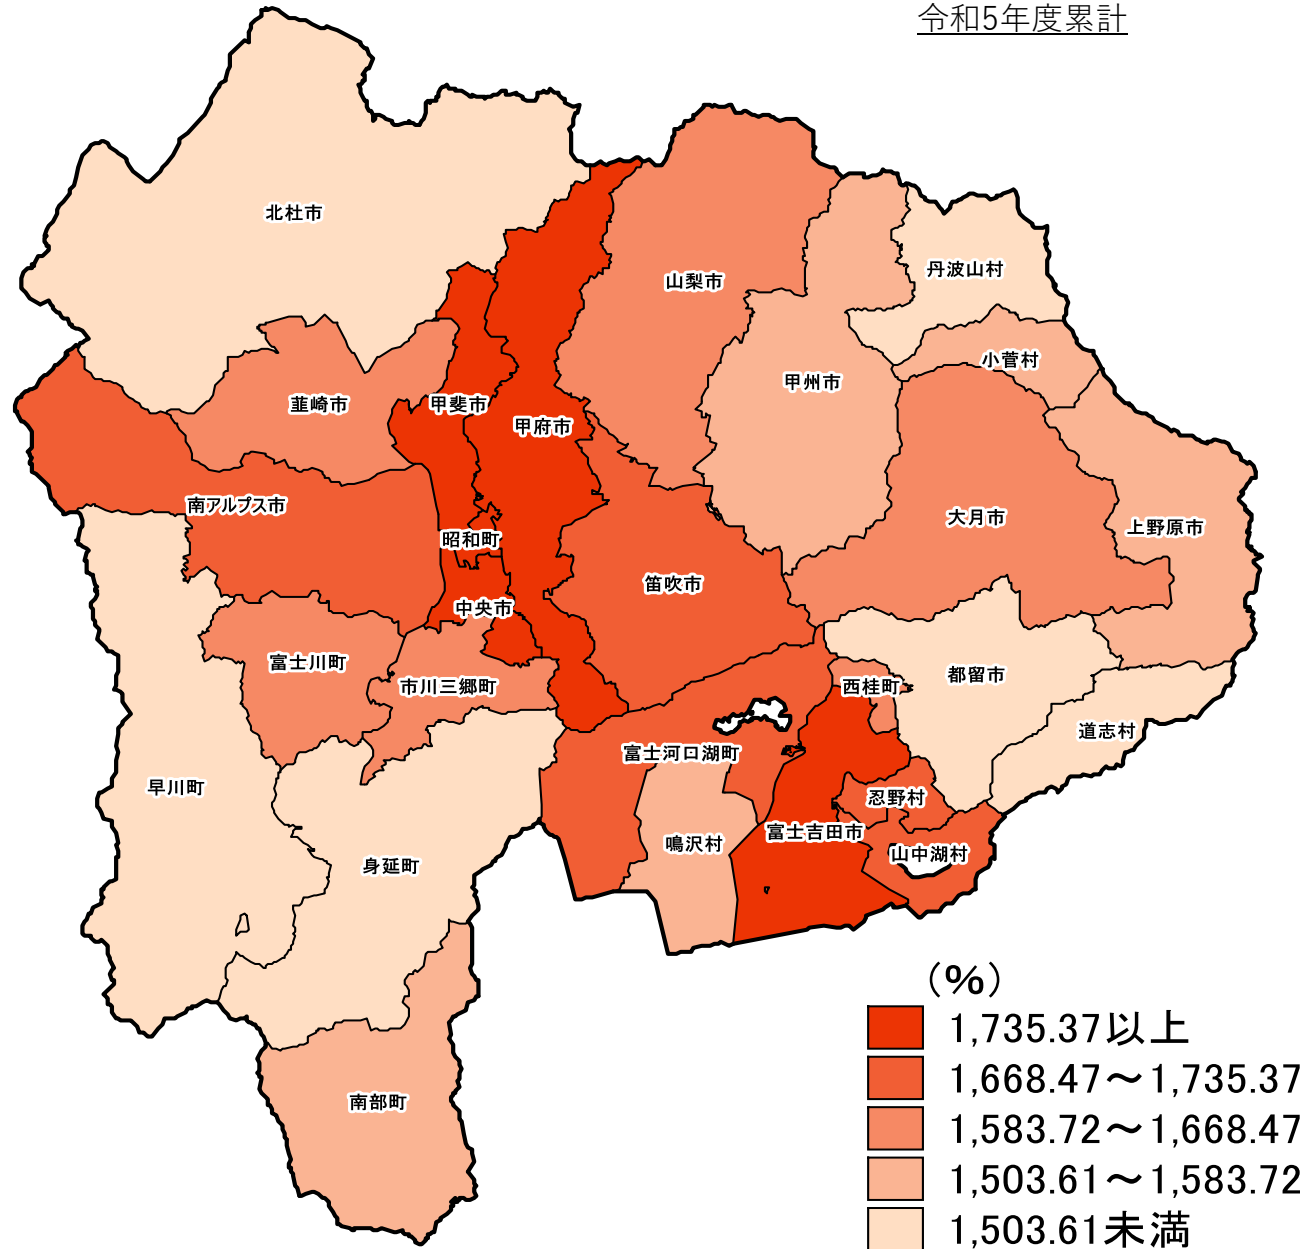 令和5年度累計
北杜市
丹波山村
山梨市
小菅村
甲州市
韮崎市
甲斐市
甲府市
南アルプス市
大月市
上野原市
昭和町
笛吹市
中央市
富士川町
市川三郷町
西桂町
都留市
道志村
富士河口湖町
早川町
忍野村
富士吉田市
鳴沢村
山中湖村
身延町
南部町
(%)
1,735.37以上
1,668.47～1,735.37
1,583.72～1,668.47
1,503.61～1,583.72
1,503.61未満